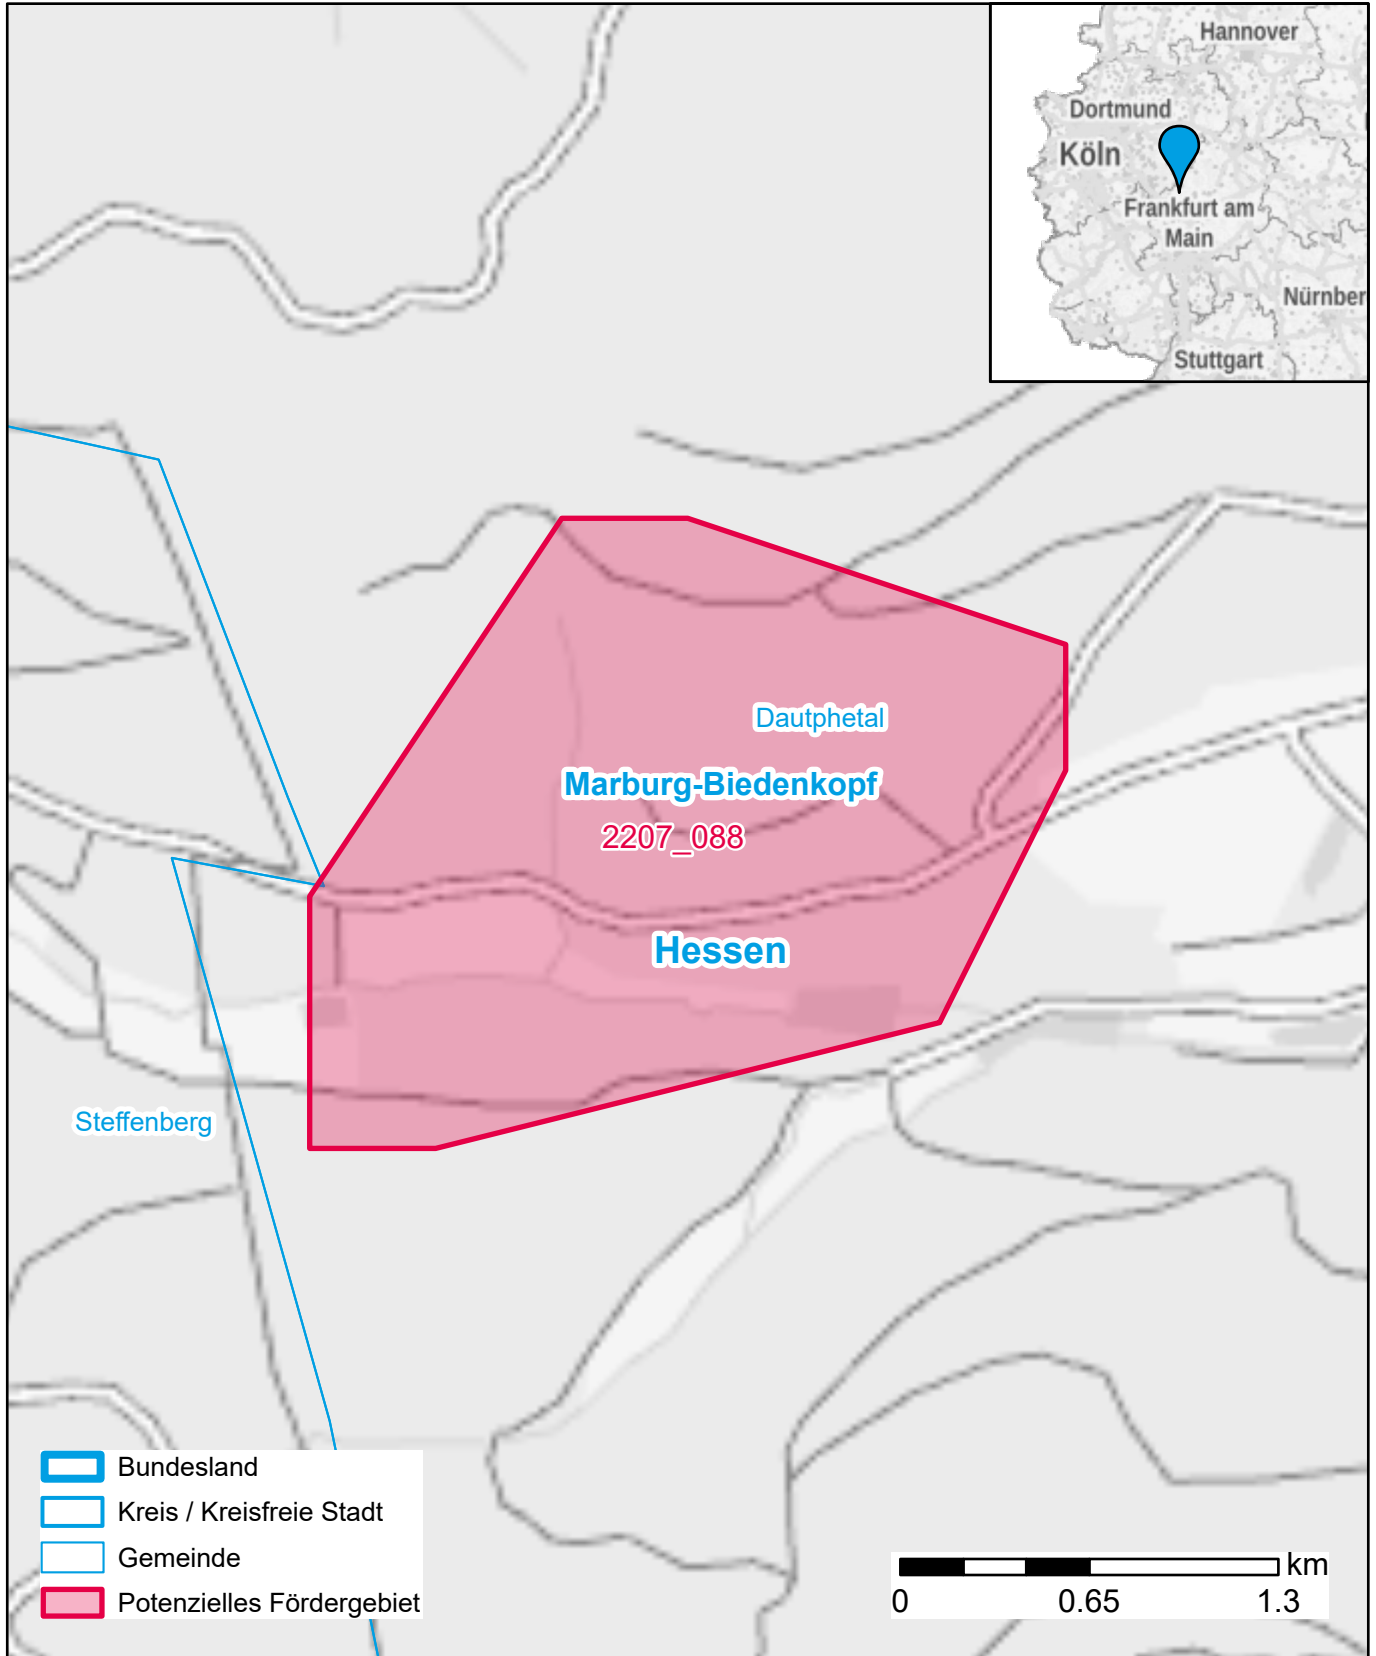 Hannover
Dortmund
Köln
Frankfurt am
Main
Nürnber
Stuttgart
Dautphetal
Marburg-Biedenkopf
2207_088
Hessen
Steffenberg
Bundesland
Kreis / Kreisfreie Stadt
Gemeinde
Potenzielles Fördergebiet
km
0 0.65 1.3